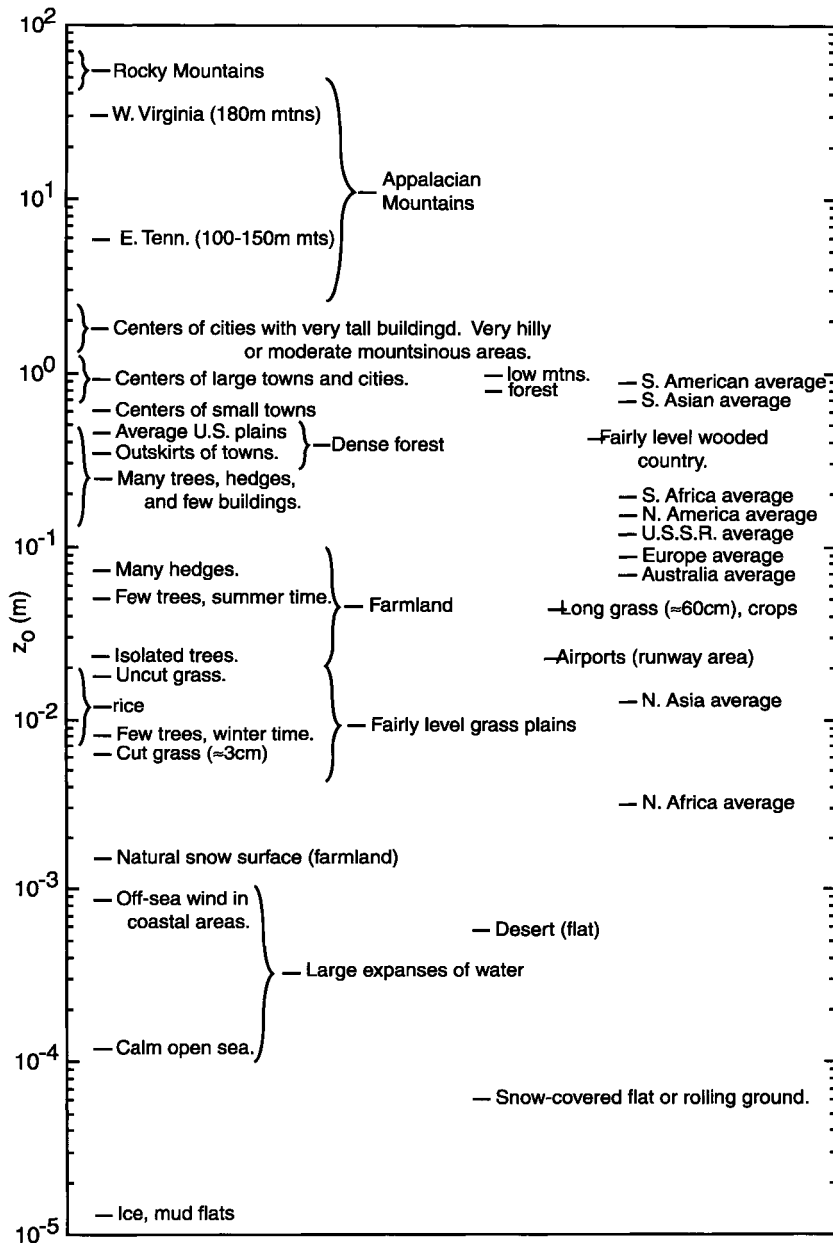 10²
Rocky Mountains
W. Virginia (180m mtns)
Appalacian
Mountains
10¹
E. Tenn. (100-150m mts)
Centers of cities with very tall buildingd. Very hilly
or moderate mountsinous areas.
10⁰
Centers of large towns and cities.
low mtns.
forest
S. American average
S. Asian average
Centers of small towns
Average U.S. plains
Outskirts of towns.
Dense forest
Fairly level wooded
country.
Many trees, hedges,
and few buildings.
S. Africa average
N. America average
U.S.S.R. average
Europe average
Australia average
10⁻¹
z₀ (m)
Many hedges.
Few trees, summer time.
Farmland
Long grass (≈60cm), crops
Isolated trees.
Uncut grass.
Airports (runway area)
rice
N. Asia average
10⁻²
Few trees, winter time.
Fairly level grass plains
Cut grass (≈3cm)
N. Africa average
Natural snow surface (farmland)
10⁻³
Off-sea wind in
coastal areas.
Desert (flat)
Large expanses of water
Calm open sea.
10⁻⁴
Snow-covered flat or rolling ground.
Ice, mud flats
10⁻⁵